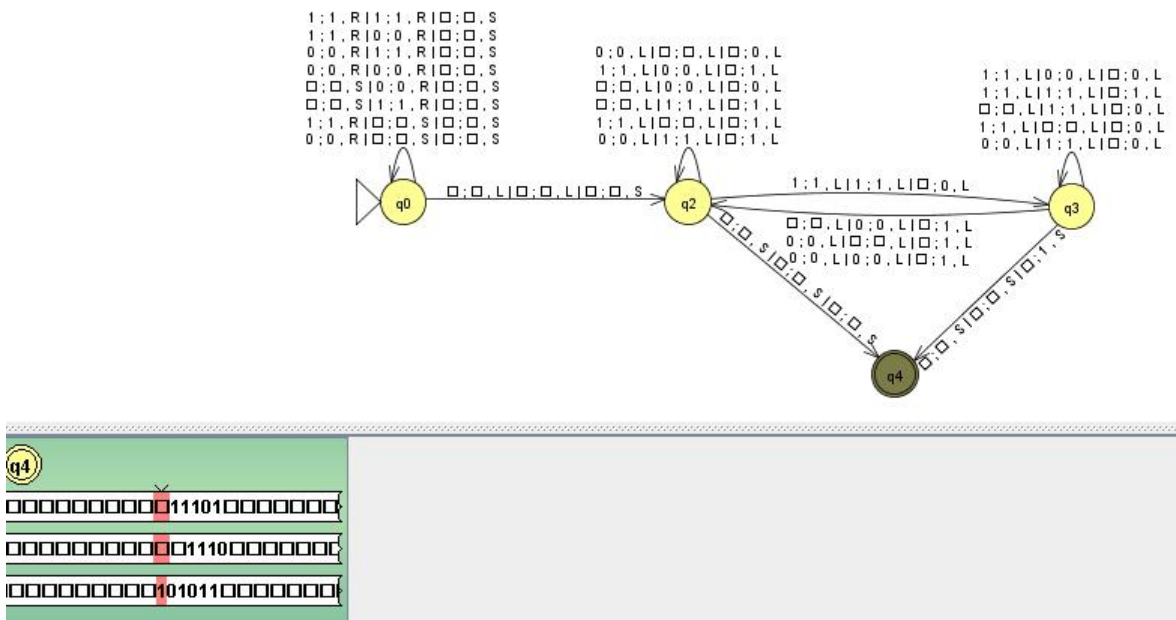 1 ; 1 , R | 1 ; 1 , R | □ ; □ , S
1 ; 1 , R | 0 ; 0 , R | □ ; □ , S
0 ; 0 , R | 1 ; 1 , R | □ ; □ , S
0 ; 0 , R | 0 ; 0 , R | □ ; □ , S
□ ; □ , S | 0 ; 0 , R | □ ; □ , S
□ ; □ , S | 1 ; 1 , R | □ ; □ , S
1 ; 1 , R | □ ; □ , S | □ ; □ , S
0 ; 0 , R | □ ; □ , S | □ ; □ , S
0 ; 0 , L | □ ; □ , L | □ ; 0 , L
1 ; 1 , L | 0 ; 0 , L | □ ; 1 , L
□ ; □ , L | 0 ; 0 , L | □ ; 0 , L
□ ; □ , L | 1 ; 1 , L | □ ; 1 , L
1 ; 1 , L | □ ; □ , L | □ ; 1 , L
0 ; 0 , L | 1 ; 1 , L | □ ; 1 , L
1 ; 1 , L | 0 ; 0 , L | □ ; 0 , L
1 ; 1 , L | 1 ; 1 , L | □ ; 1 , L
□ ; □ , L | 1 ; 1 , L | □ ; 0 , L
1 ; 1 , L | □ ; □ , L | □ ; 0 , L
0 ; 0 , L | 1 ; 1 , L | □ ; 0 , L
q0
□ ; □ , L | □ ; □ , L | □ ; □ , S
q2
1 ; 1 , L | 1 ; 1 , L | □ ; 0 , L
q3
□ ; □ , L | 0 ; 0 , L | □ ; 1 , L
0 ; 0 , L | □ ; □ , L | □ ; 1 , L
0 ; 0 , L | 0 ; 0 , L | □ ; 1 , L
□ ; □ , S | □ ; □ , S | □ ; □ , S
□ ; □ , S | □ ; □ , S | □ ; 1 , S
q4
q4
□□□□□□□□□□11101□□□□□□□
□□□□□□□□□□□1110□□□□□□□
□□□□□□□□□101011□□□□□□□